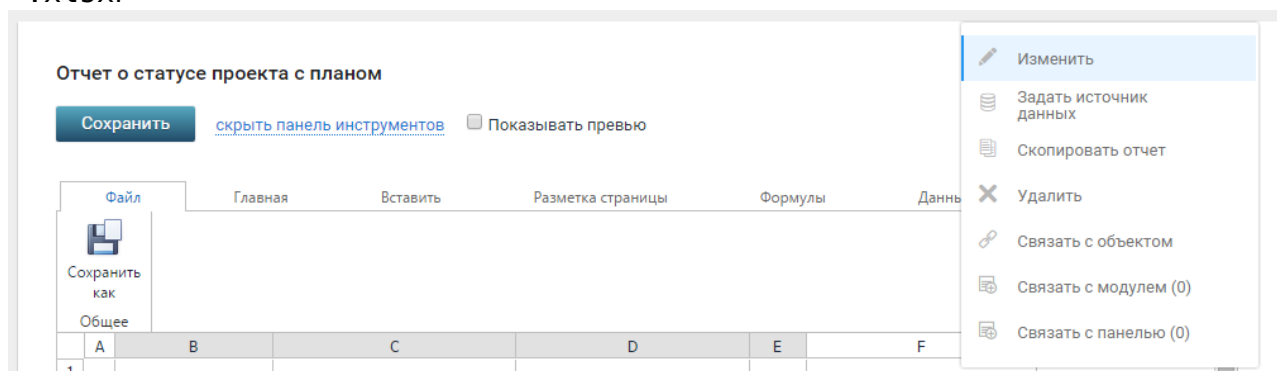 Отчет о статусе проекта с планом
Сохранить скрыть панель инструментов Показывать превью
Файл Главная Вставить Разметка страницы Формулы
Сохранить
как
Общее
A B C D E F
1
Изменить
Задать источник
данных
Скопировать отчет
Удалить
Связать с объектом
Связать с модулем (0)
Связать с панелью (0)